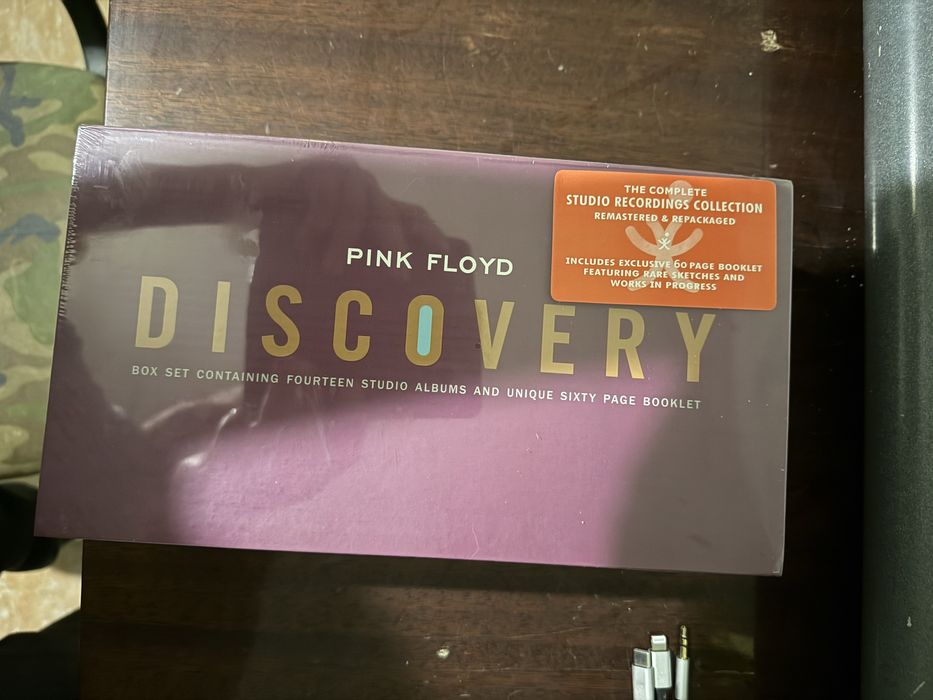 THE COMPLETE
STUDIO RECORDINGS COLLECTION
REMASTERED & REPACKAGED
INCLUDES EXCLUSIVE 60 PAGE BOOKLET
FEATURING RARE SKETCHES AND
WORKS IN PROGRESS
PINK FLOYD
DISCOVERY
BOX SET CONTAINING FOURTEEN STUDIO ALBUMS AND UNIQUE SIXTY PAGE BOOKLET